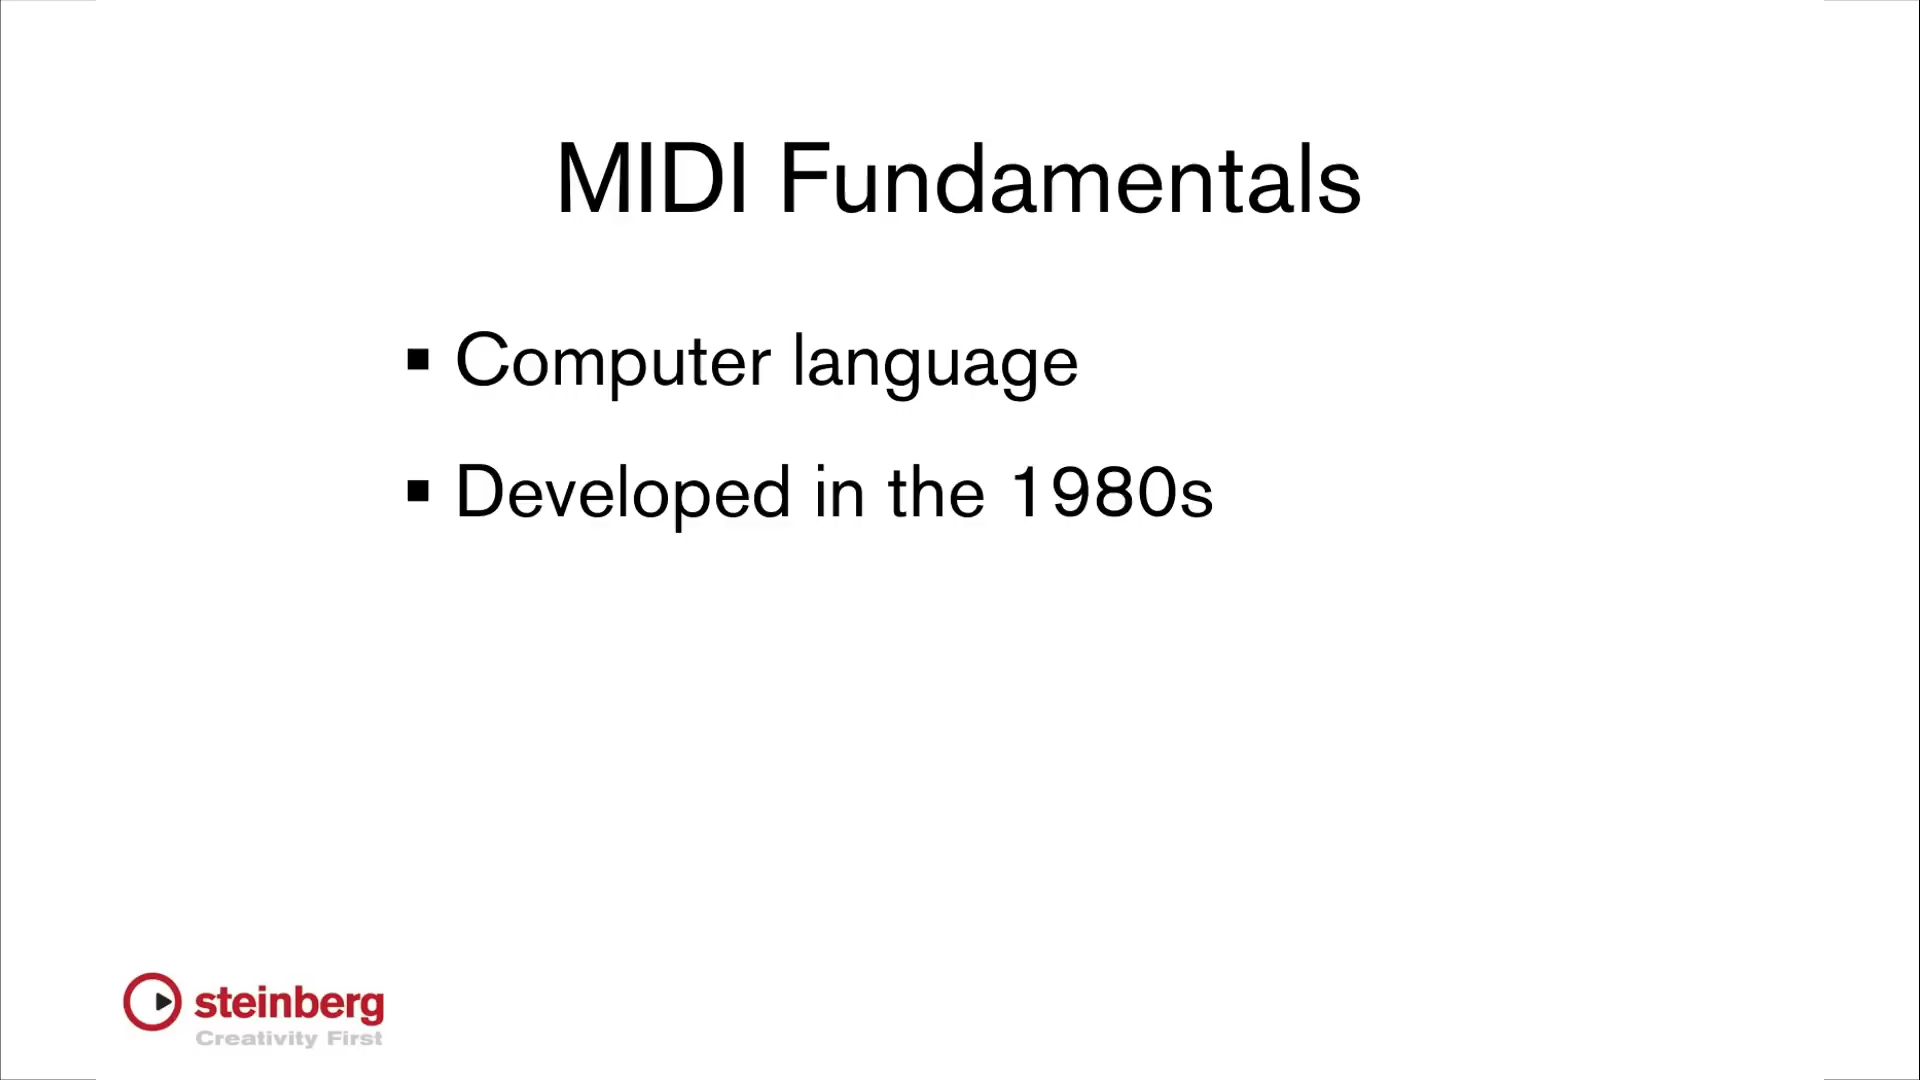 MIDI Fundamentals
▪ Computer language
▪ Developed in the 1980s
steinberg
Creativity First